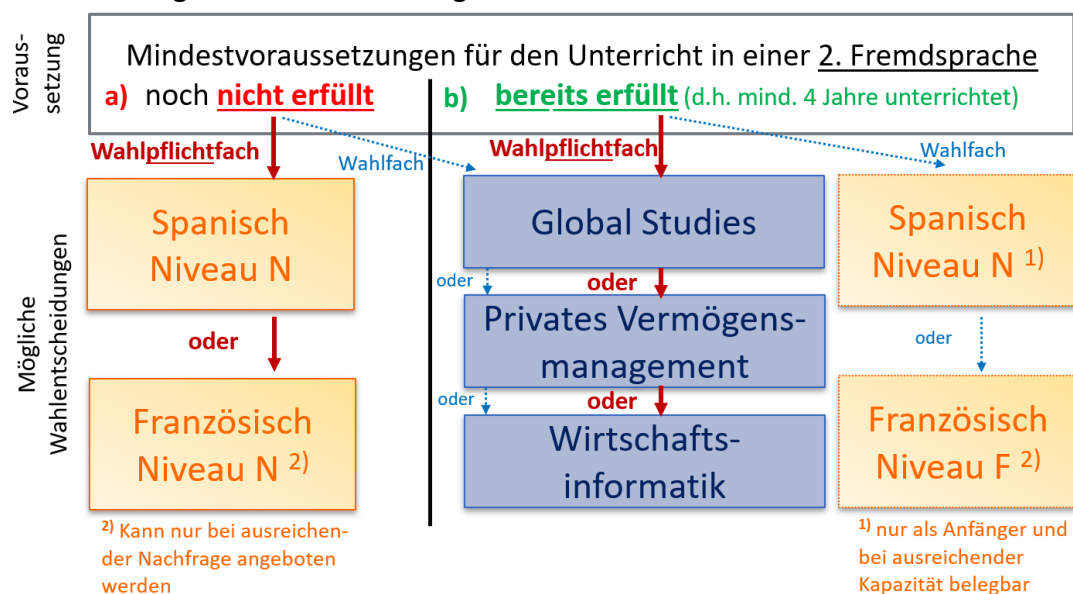 Voraus-
setzung
Mindestvoraussetzungen für den Unterricht in einer 2. Fremdsprache
a) noch nicht erfüllt
b) bereits erfüllt (d.h. mind. 4 Jahre unterrichtet)
Wahlpflichtfach
Wahlfach
Wahlpflichtfach
Wahlfach
Mögliche
Wahlentscheidungen
Spanisch
Niveau N
oder
Französisch
Niveau N 2)
2) Kann nur bei ausreichen-
der Nachfrage angeboten
werden
Global Studies
oder
oder
Privates Vermögens-
management
oder
oder
Wirtschafts-
informatik
Spanisch
Niveau N 1)
oder
Französisch
Niveau F 2)
1) nur als Anfänger und
bei ausreichender
Kapazität belegbar